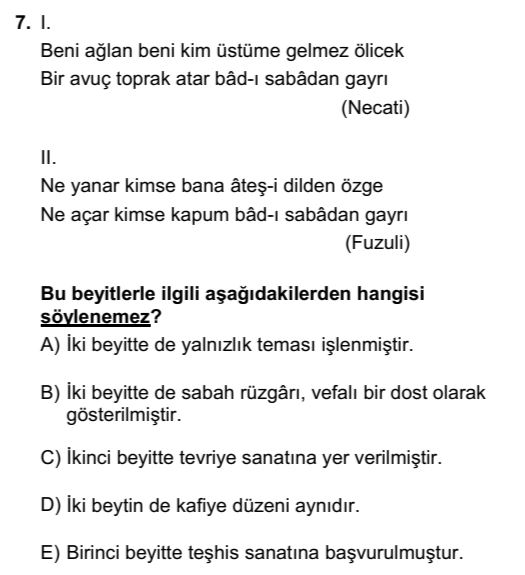 7. I.
Beni ağlan beni kim üstüme gelmez ölicek
Bir avuç toprak atar bâd-ı sabâdan gayrı
(Necati)
II.
Ne yanar kimse bana âteş-i dilden özge
Ne açar kimse kapum bâd-ı sabâdan gayrı
(Fuzuli)
Bu beyitlerle ilgili aşağıdakilerden hangisi
söylenemez?
A) İki beyitte de yalnızlık teması işlenmiştir.
B) İki beyitte de sabah rüzgârı, vefalı bir dost olarak
gösterilmiştir.
C) İkinci beyitte tevriye sanatına yer verilmiştir.
D) İki beytin de kafiye düzeni aynıdır.
E) Birinci beyitte teşhis sanatına başvurulmuştur.